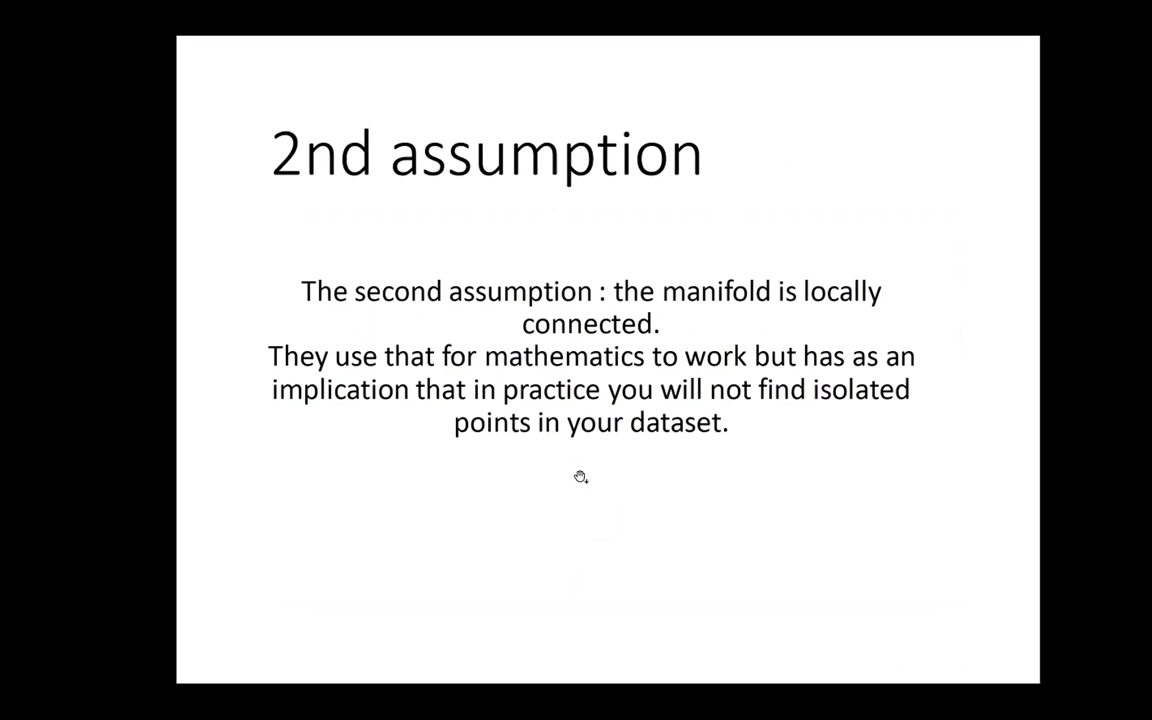 2nd assumption
The second assumption : the manifold is locally
connected.
They use that for mathematics to work but has as an
implication that in practice you will not find isolated
points in your dataset.